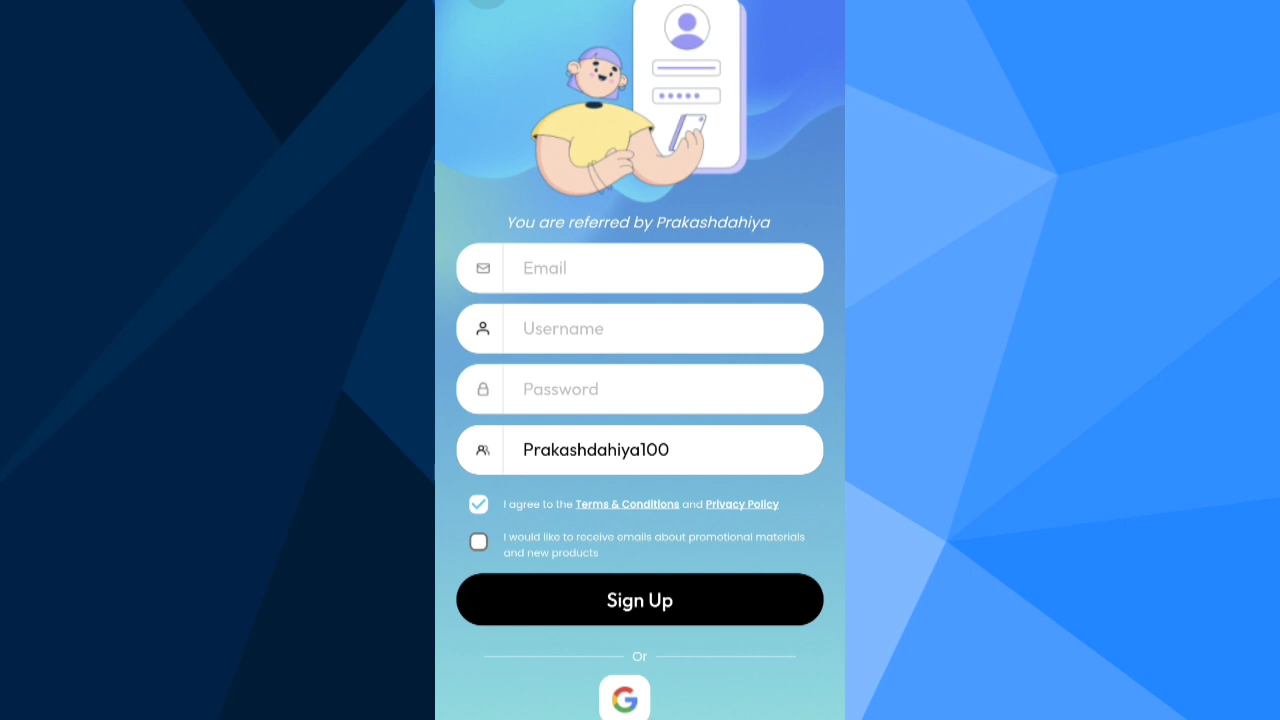 You are referred by Prakashdahiya
Email
Username
Password
Prakashdahiya100
I agree to the Terms & Conditions and Privacy Policy
I would like to receive emails about promotional materials
and new products
Sign Up
Or